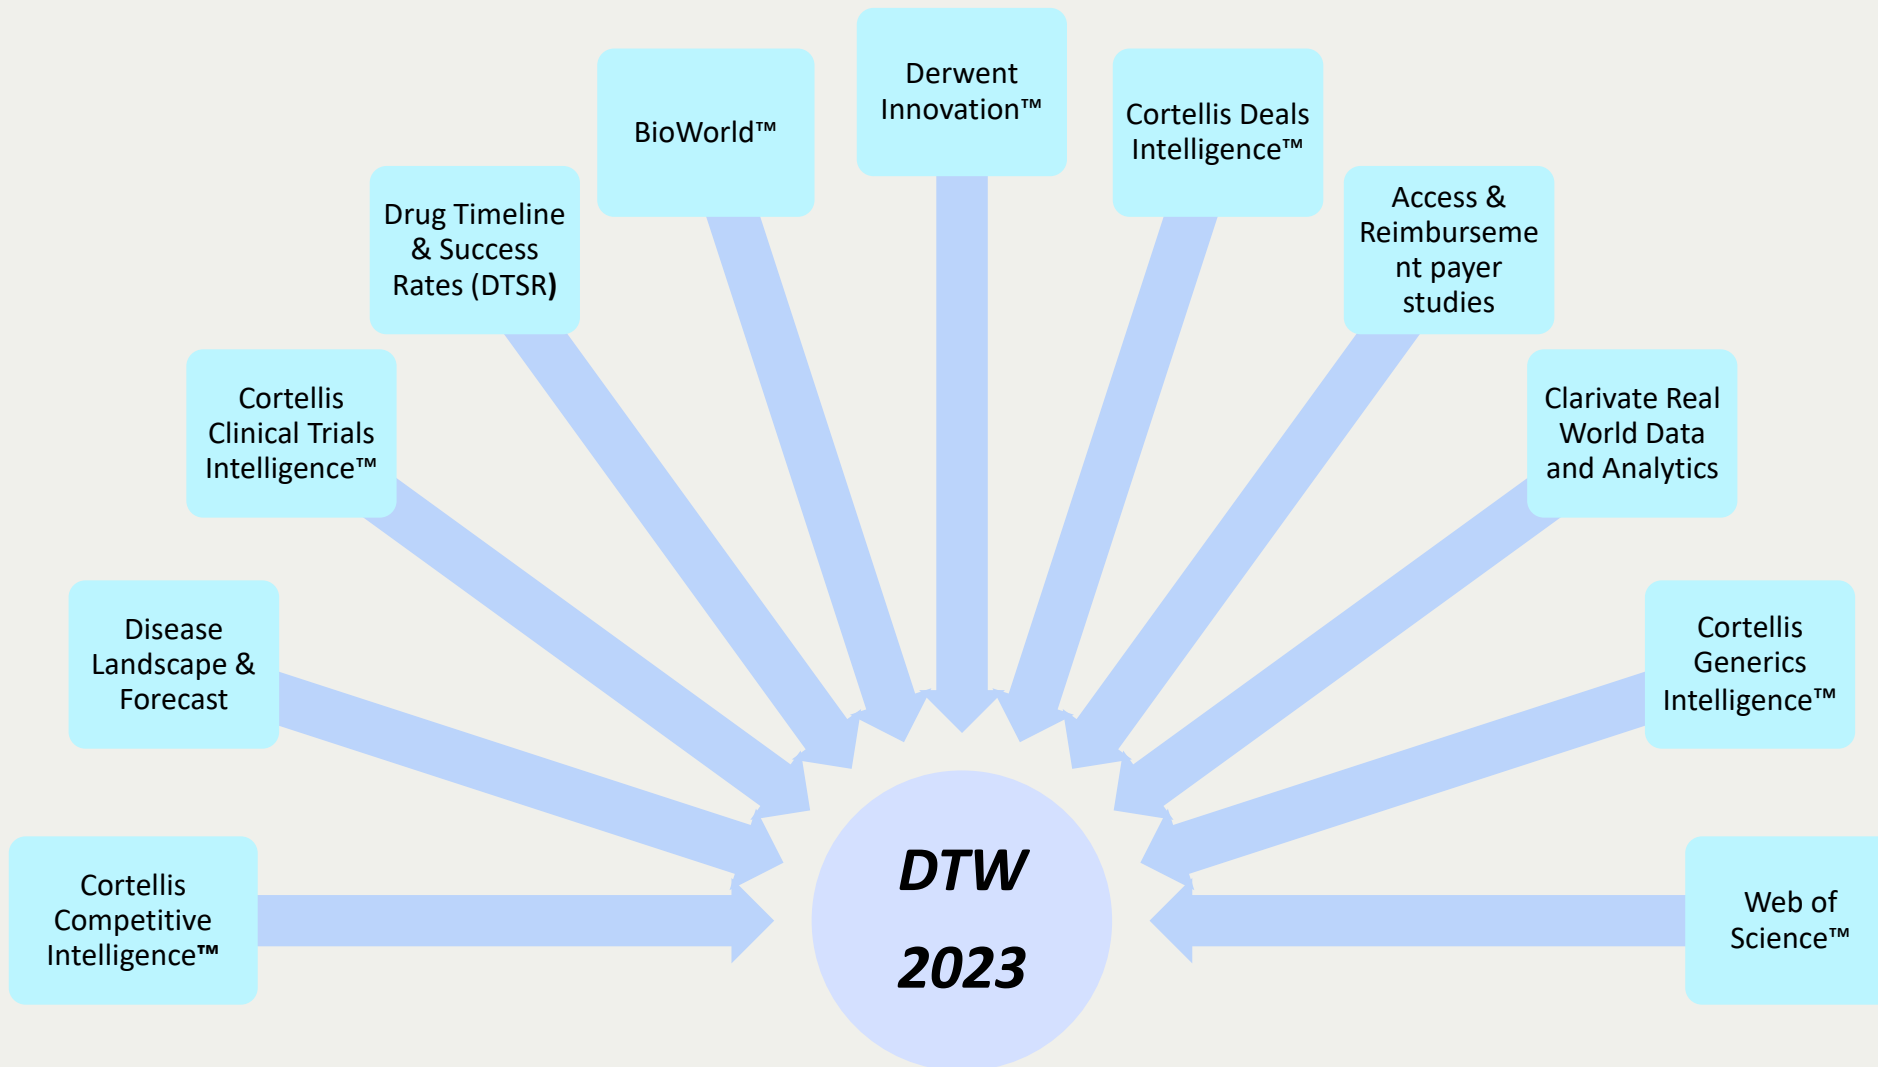 Derwent
Innovation™
BioWorld™
Cortellis Deals
Intelligence™
Drug Timeline
& Success
Rates (DTSR)
Access &
Reimburseme
nt payer
studies
Cortellis
Clinical Trials
Intelligence™
Clarivate Real
World Data
and Analytics
Disease
Landscape &
Forecast
Cortellis
Generics
Intelligence™
Cortellis
Competitive
Intelligence™
DTW
2023
Web of
Science™